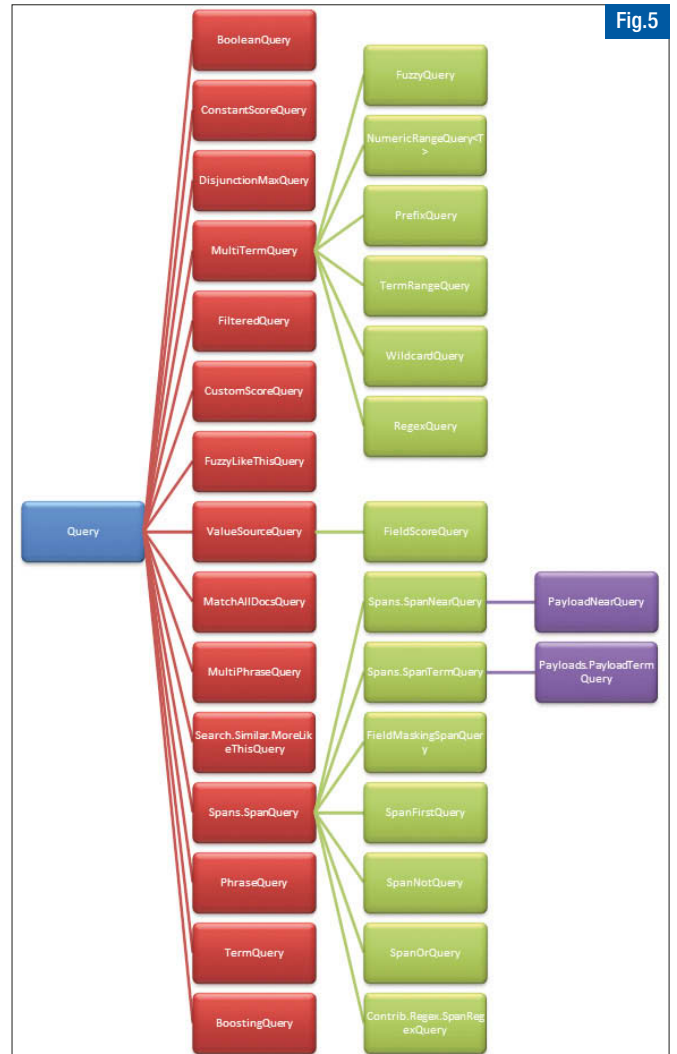 Fig.5
BooleanQuery
ConstantScoreQuery
DisjunctionMaxQuery
MultiTermQuery
FilteredQuery
CustomScoreQuery
FuzzyLikeThisQuery
Query
ValueSourceQuery
MatchAllDocsQuery
MultiPhraseQuery
Search.Similar.MoreLi
keThisQuery
Spans.SpanQuery
PhraseQuery
TermQuery
BoostingQuery
FuzzyQuery
NumericRangeQuery<T
>
PrefixQuery
TermRangeQuery
WildcardQuery
RegexQuery
FieldScoreQuery
Spans.SpanNearQuery
Spans.SpanTermQuery
FieldMaskingSpanQuer
y
SpanFirstQuery
SpanNotQuery
SpanOrQuery
Contrib.Regex.SpanReg
exQuery
PayloadNearQuery
Payloads.PayloadTerm
Query